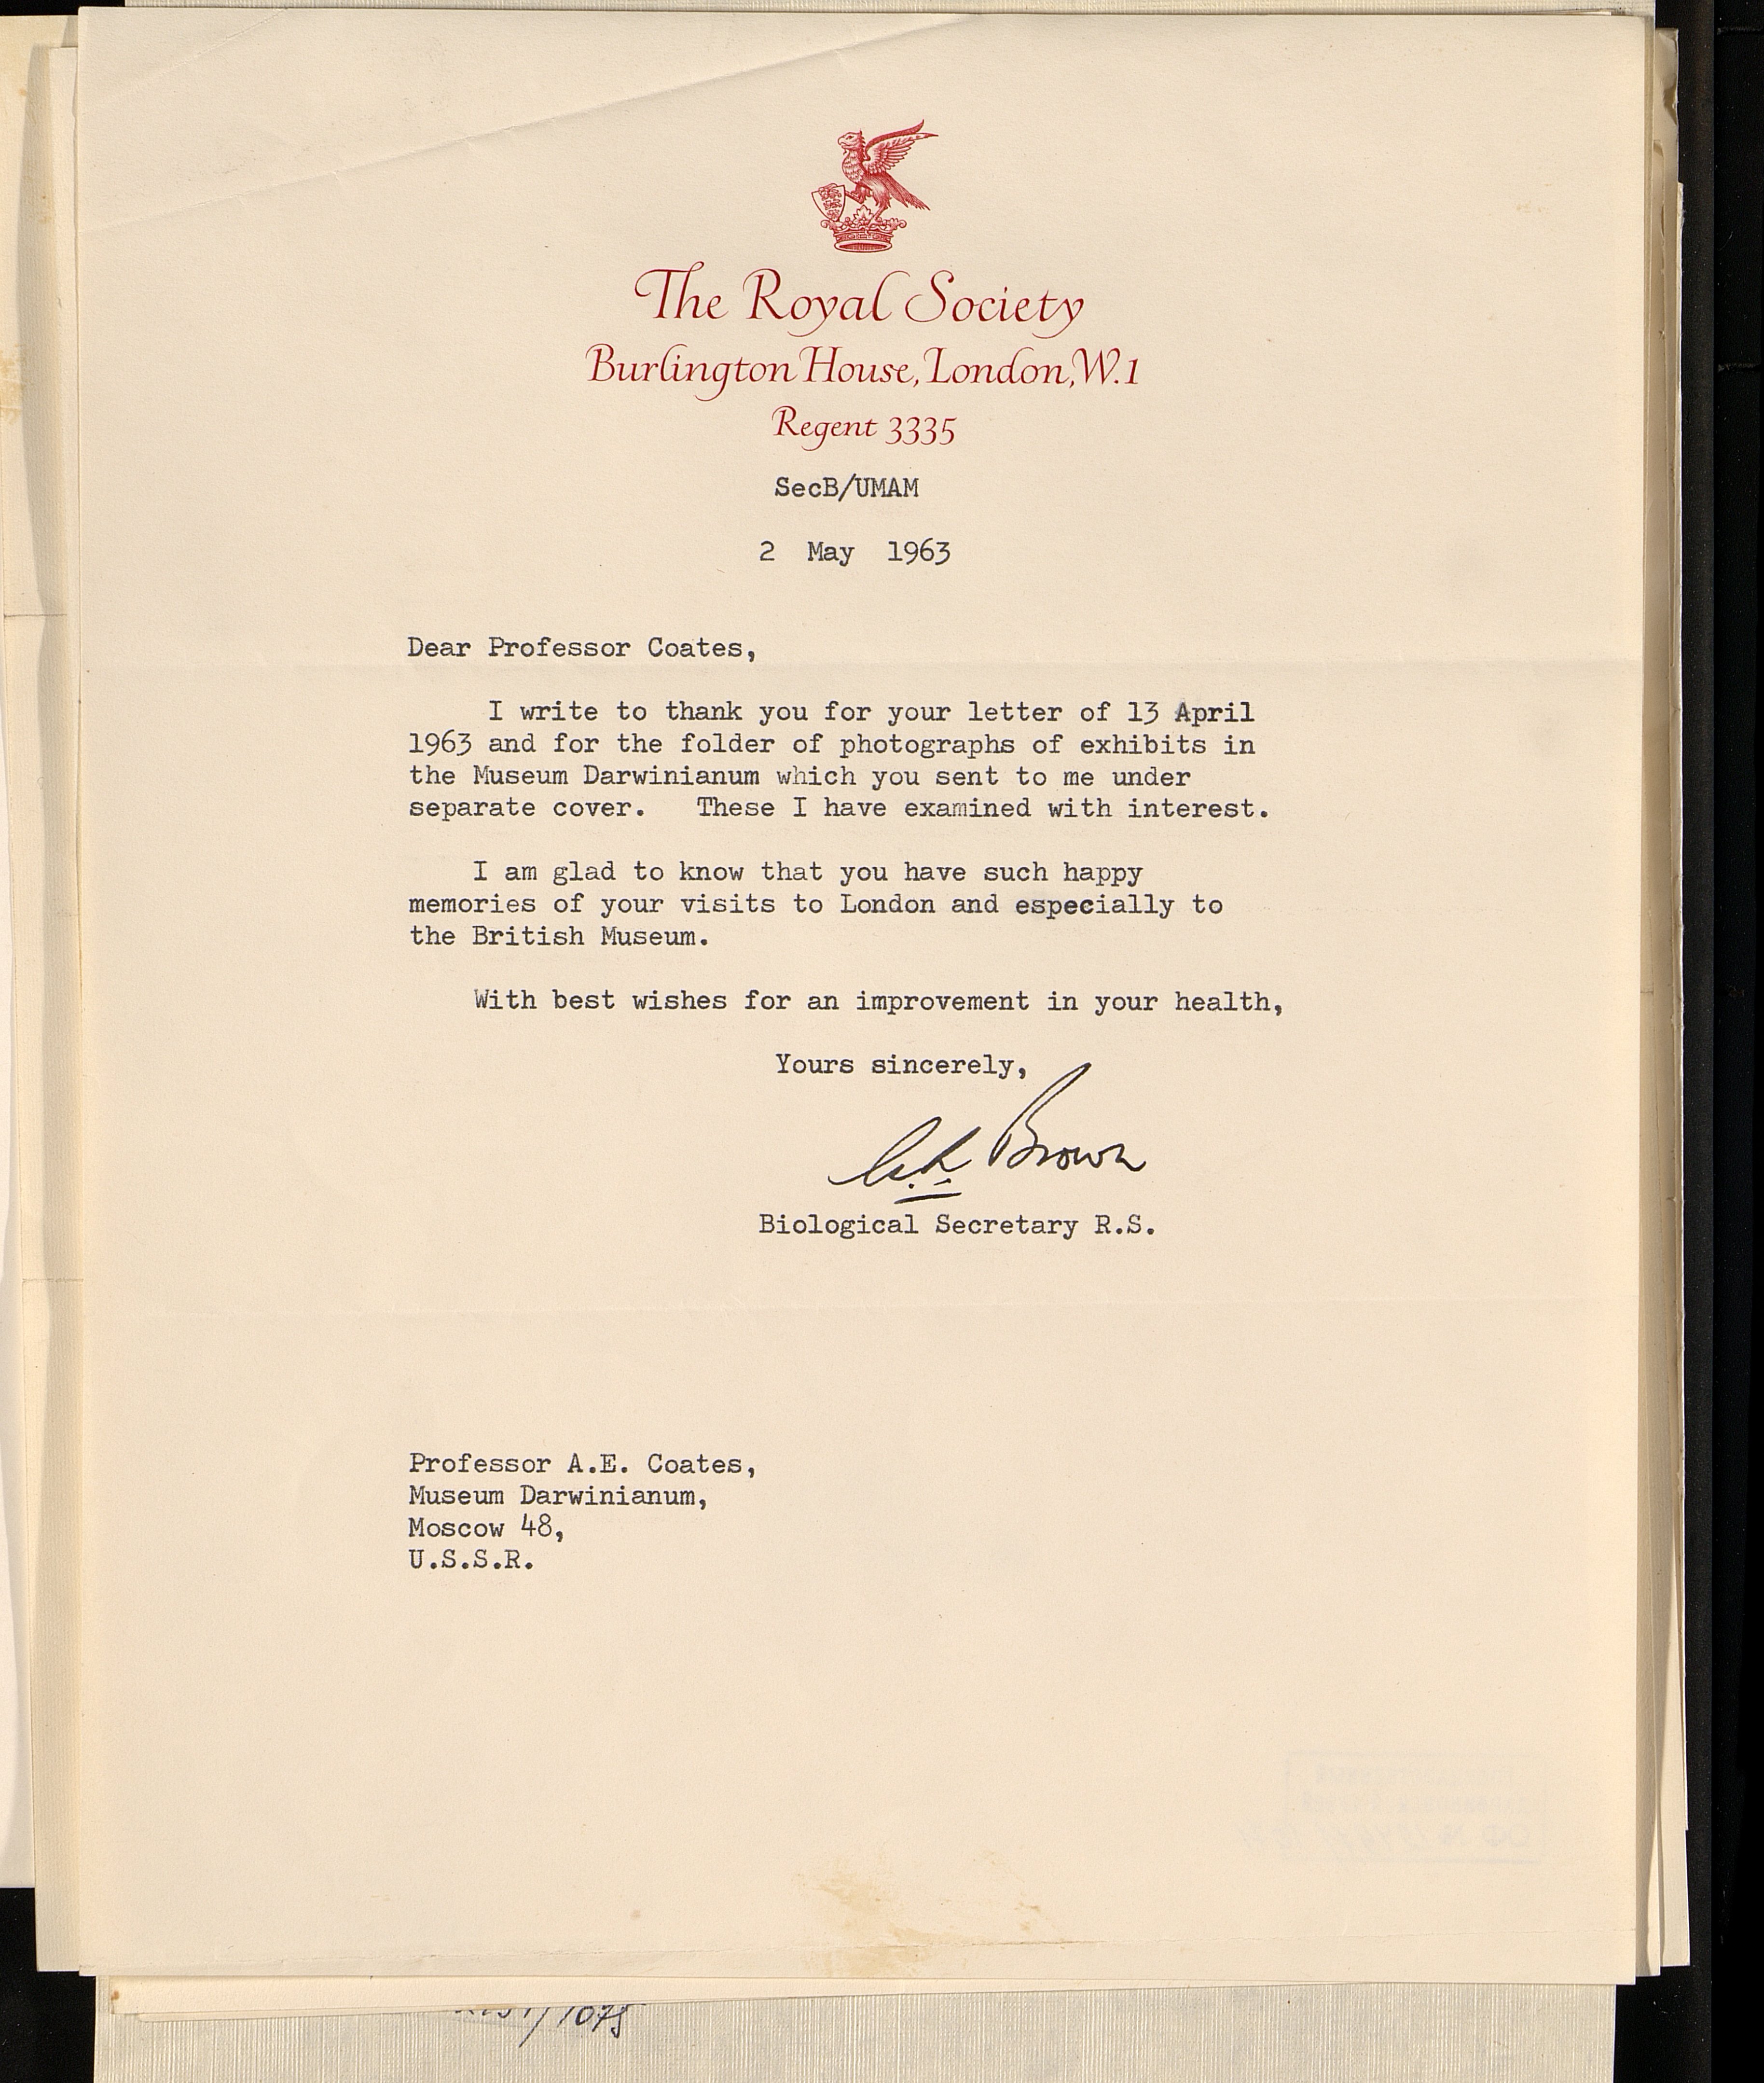 The Royal Society
Burlington House, London, W.1
Regent 3335
SecB/UMAM
2 May 1963
Dear Professor Coates,
I write to thank you for your letter of 13 April
1963 and for the folder of photographs of exhibits in
the Museum Darwinianum which you sent to me under
separate cover. These I have examined with interest.
I am glad to know that you have such happy
memories of your visits to London and especially to
the British Museum.
With best wishes for an improvement in your health,
Yours sincerely,
Brown
Biological Secretary R.S.
Professor A.E. Coates,
Museum Darwinianum,
Moscow 48,
U.S.S.R.